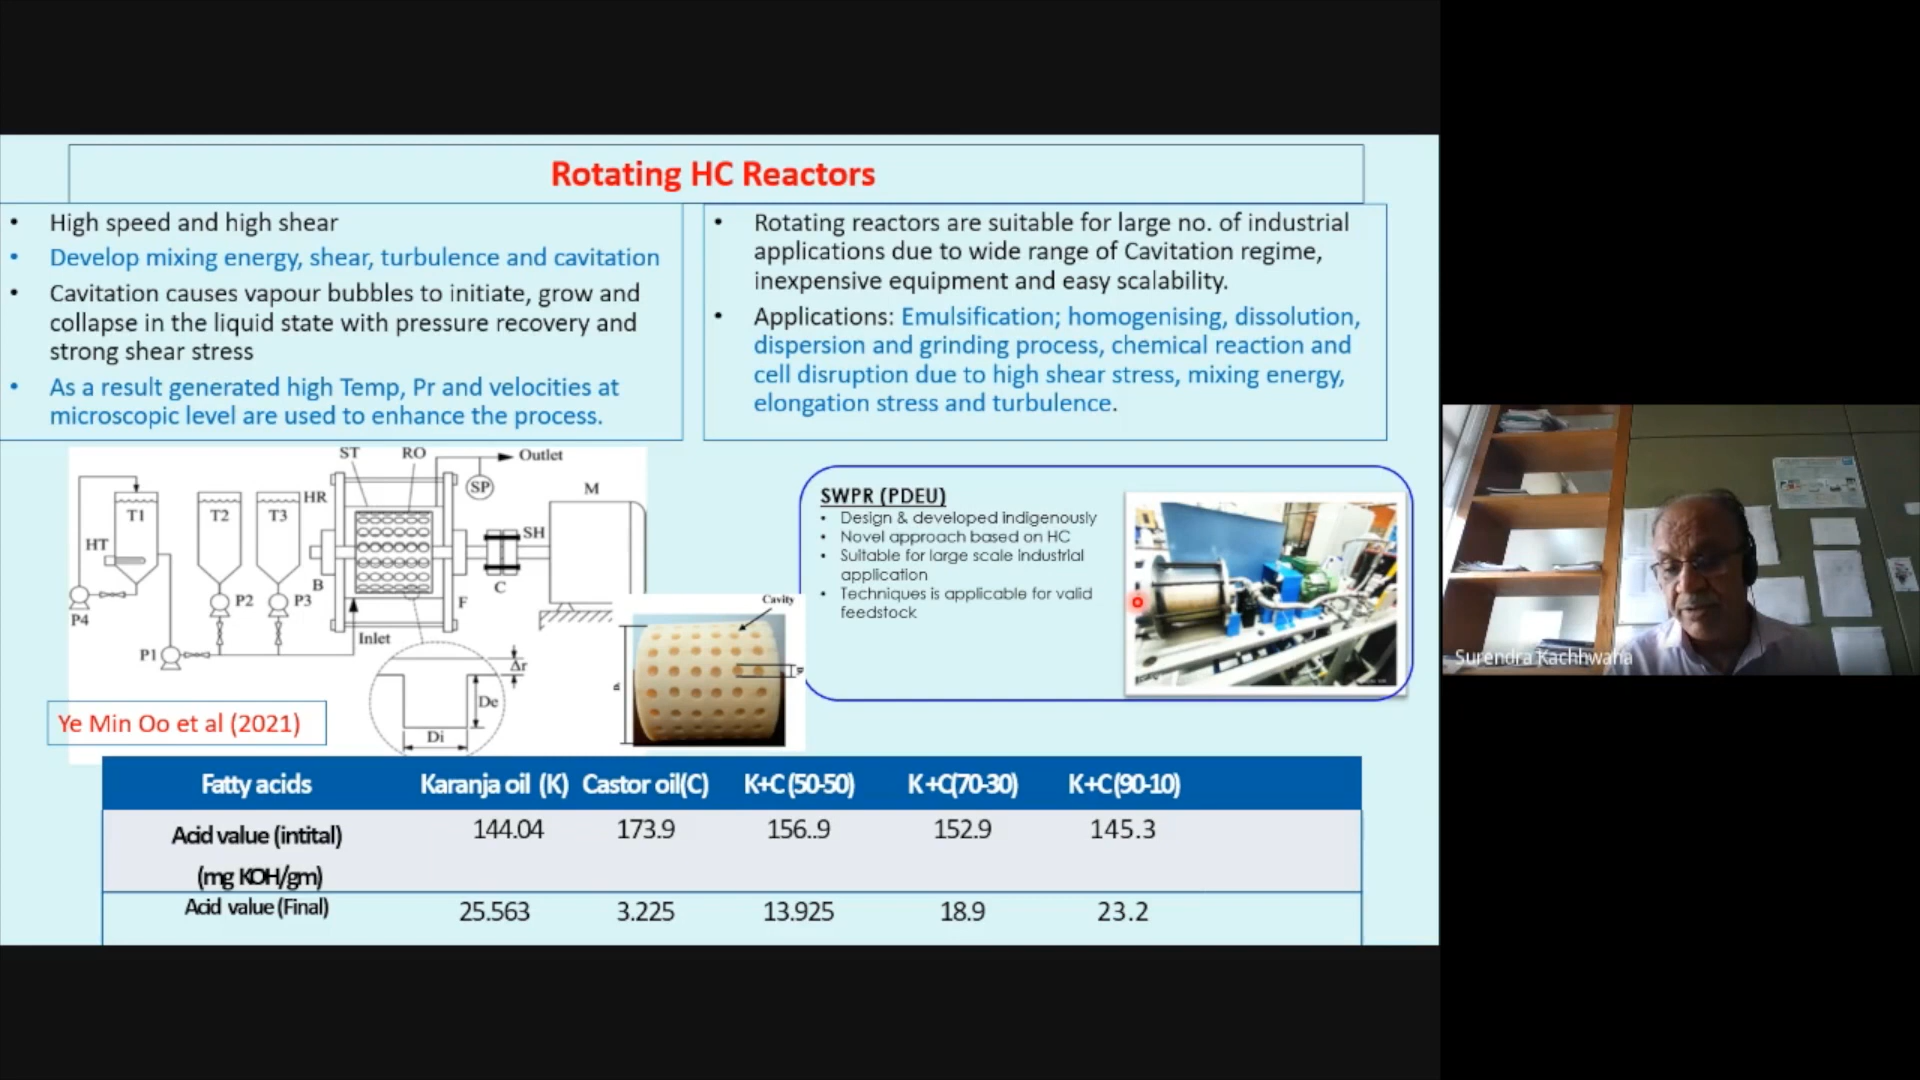 Rotating HC Reactors
• High speed and high shear
• Develop mixing energy, shear, turbulence and cavitation
• Cavitation causes vapour bubbles to initiate, grow and
collapse in the liquid state with pressure recovery and
strong shear stress
• As a result generated high Temp, Pr and velocities at
microscopic level are used to enhance the process.
• Rotating reactors are suitable for large no. of industrial
applications due to wide range of Cavitation regime,
inexpensive equipment and easy scalability.
• Applications: Emulsification; homogenising, dissolution,
dispersion and grinding process, chemical reaction and
cell disruption due to high shear stress, mixing energy,
elongation stress and turbulence.
ST RO Outlet
SP M
T1 T2 T3 HR
HT SH
B C
P4 P2 P3 F
P1 Inlet
Δr
De
Di
Cavity
SWPR (PDEU)
• Design & developed indigenously
• Novel approach based on HC
• Suitable for large scale industrial
application
• Techniques is applicable for valid
feedstock
Surendra Kachhwaha
Ye Min Oo et al (2021)
Fatty acids Karanja oil (K) Castor oil(C) K+C (50-50) K +C(70-30) K+C(90-10)
Acid value (intital) 144.04 173.9 156..9 152.9 145.3
(mg KOH/gm)
Acid value (Final) 25.563 3.225 13.925 18.9 23.2